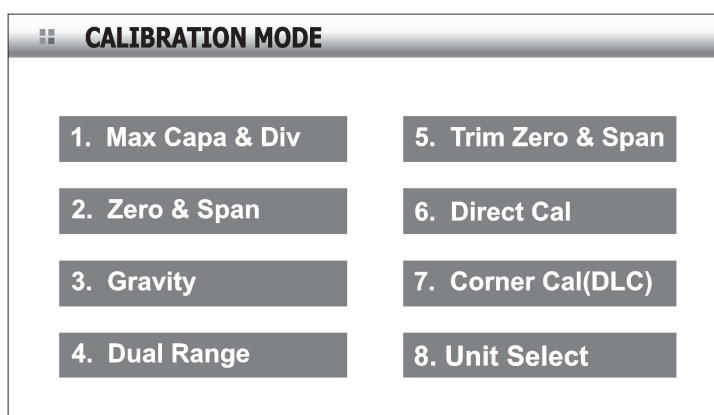 CALIBRATION MODE
1. Max Capa & Div
2. Zero & Span
3. Gravity
4. Dual Range
5. Trim Zero & Span
6. Direct Cal
7. Corner Cal(DLC)
8. Unit Select